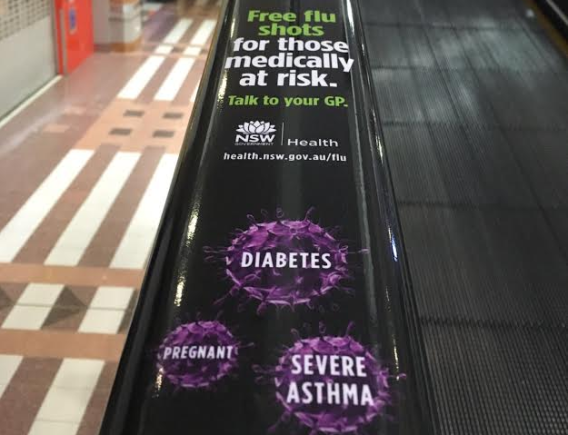 Free flu
shots
for those
medically
at risk.
Talk to your GP.
NSW
GOVERNMENT
Health
health.nsw.gov.au/flu
DIABETES
PREGNANT
SEVERE
ASTHMA